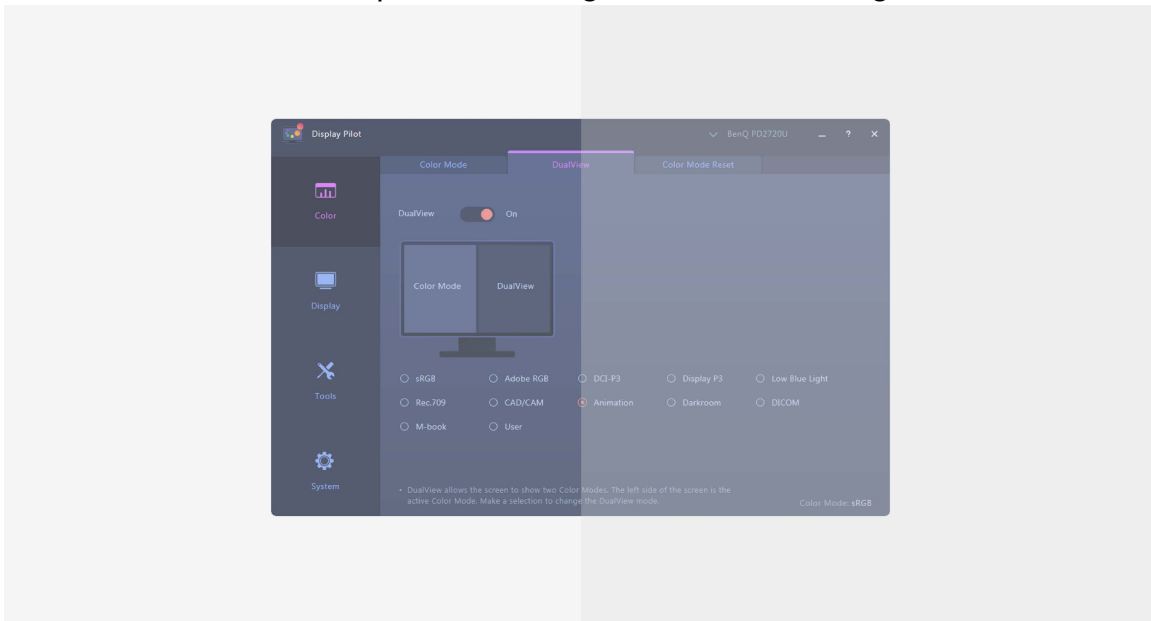 Display Pilot
BenQ PD2720U
?
Color Mode
DualView
Color Mode Reset
Color
DualView
On
Color Mode
DualView
Display
Tools
sRGB
Adobe RGB
DCI-P3
Display P3
Low Blue Light
Rec.709
CAD/CAM
Animation
Darkroom
DICOM
M-book
User
System
• DualView allows the screen to show two Color Modes. The left side of the screen is the
active Color Mode. Make a selection to change the DualView mode.
Color Mode: sRGB